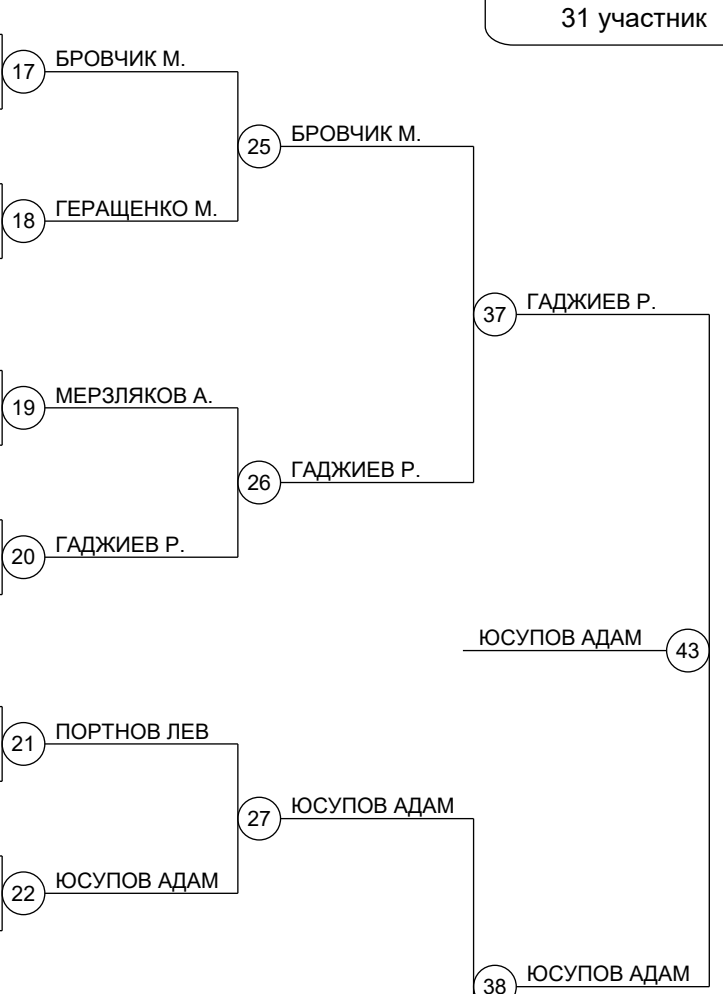 31 участник
17 БРОВЧИК М.
25 БРОВЧИК М.
18 ГЕРАЩЕНКО М.
37 ГАДЖИЕВ Р.
19 МЕРЗЛЯКОВ А.
26 ГАДЖИЕВ Р.
20 ГАДЖИЕВ Р.
ЮСУПОВ АДАМ 43
21 ПОРТНОВ ЛЕВ
27 ЮСУПОВ АДАМ
22 ЮСУПОВ АДАМ
38 ЮСУПОВ АДАМ